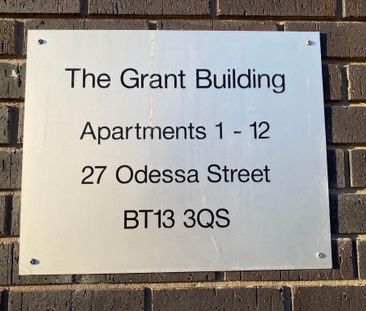 The Grant Building
Apartments 1 - 12
27 Odessa Street
BT13 3QS